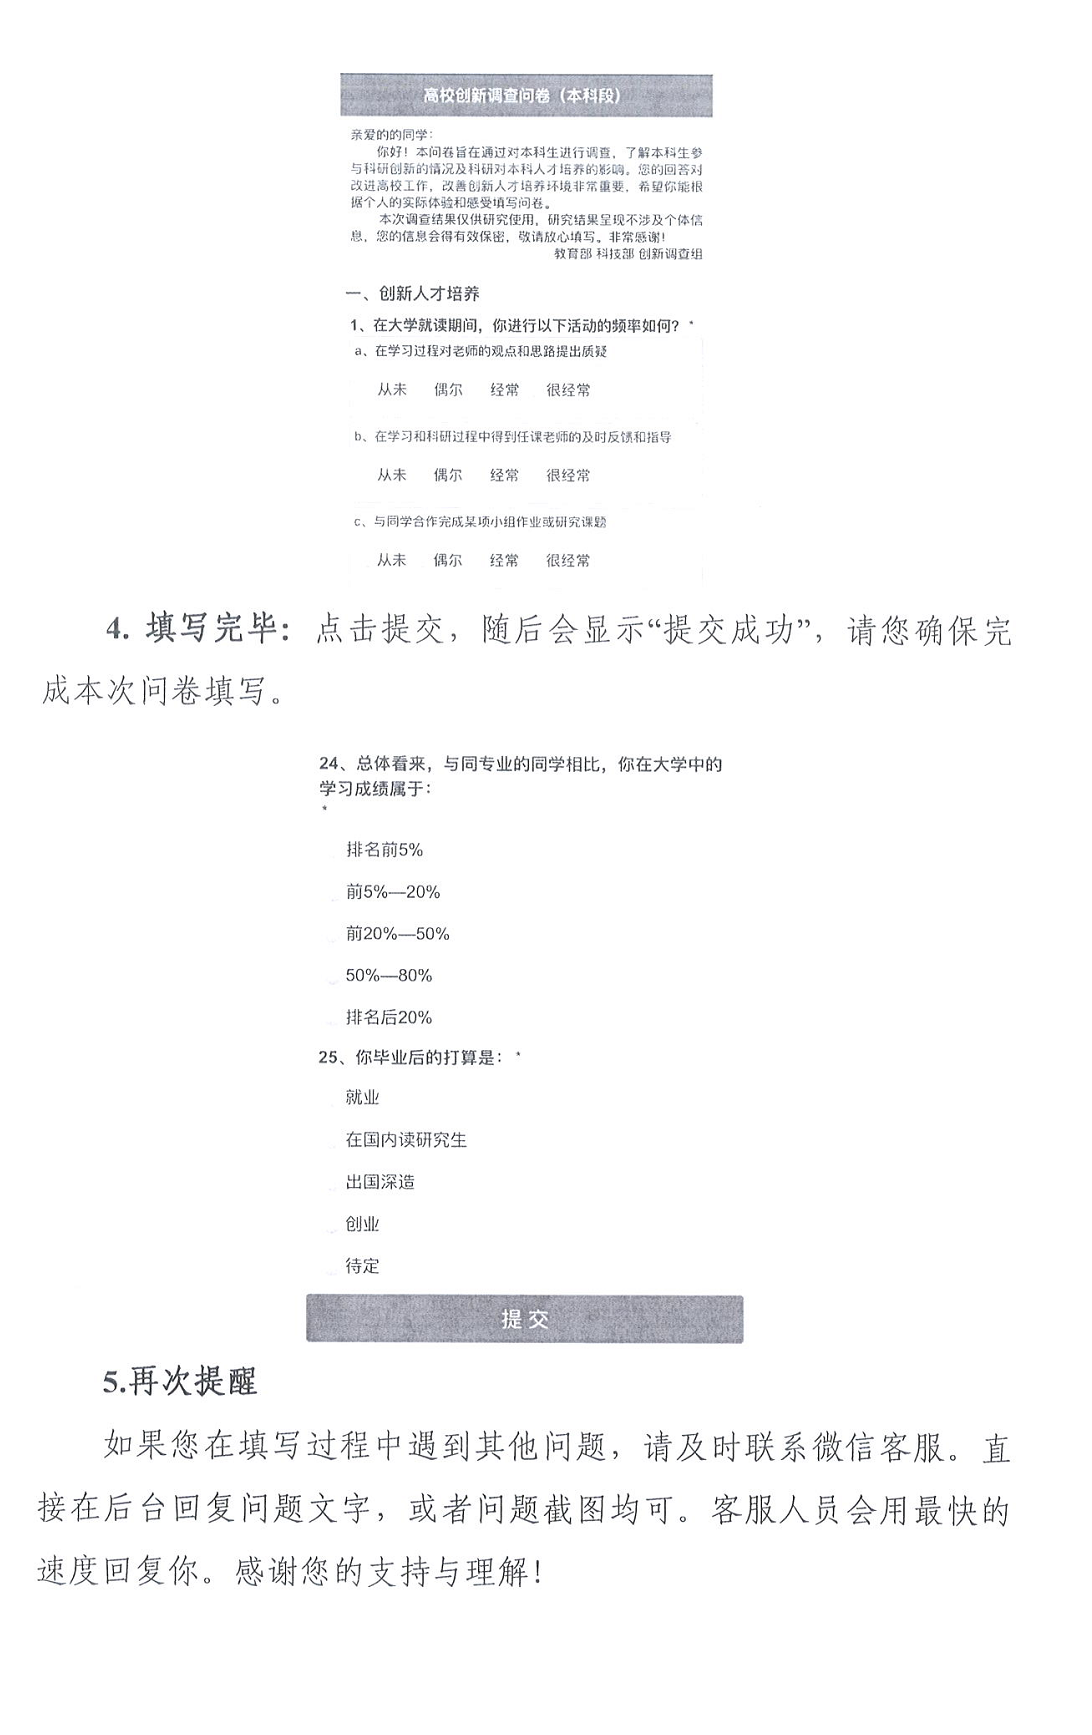 高校创新调查问卷（本科段）
亲爱的的同学：
你好！本问卷旨在通过对本科生进行调查，了解本科生参
与科研创新的情况及科研对本科人才培养的影响。您的回答对
改进高校工作，改善创新人才培养环境非常重要，希望你能根
据个人的实际体验和感受填写问卷。
本次调查结果仅供研究使用，研究结果呈现不涉及个体信
息，您的信息会得有效保密，敬请放心填写。非常感谢！
教育部 科技部 创新调查组
一、创新人才培养
1、在大学就读期间，你进行以下活动的频率如何？ *
a、在学习过程对老师的观点和思路提出质疑
从未 偶尔 经常 很经常
b、在学习和科研过程中得到任课老师的及时反馈和指导
从未 偶尔 经常 很经常
c、与同学合作完成某项小组作业或研究课题
从未 偶尔 经常 很经常
4. 填写完毕：点击提交，随后会显示“提交成功”，请您确保完
成本次问卷填写。
24、总体看来，与同专业的同学相比，你在大学中的
学习成绩属于：
*
排名前5%
前5%—20%
前20%—50%
50%—80%
排名后20%
25、你毕业后的打算是： *
就业
在国内读研究生
出国深造
创业
待定
提 交
5.再次提醒
如果您在填写过程中遇到其他问题，请及时联系微信客服。直
接在后台回复问题文字，或者问题截图均可。客服人员会用最快的
速度回复你。感谢您的支持与理解！